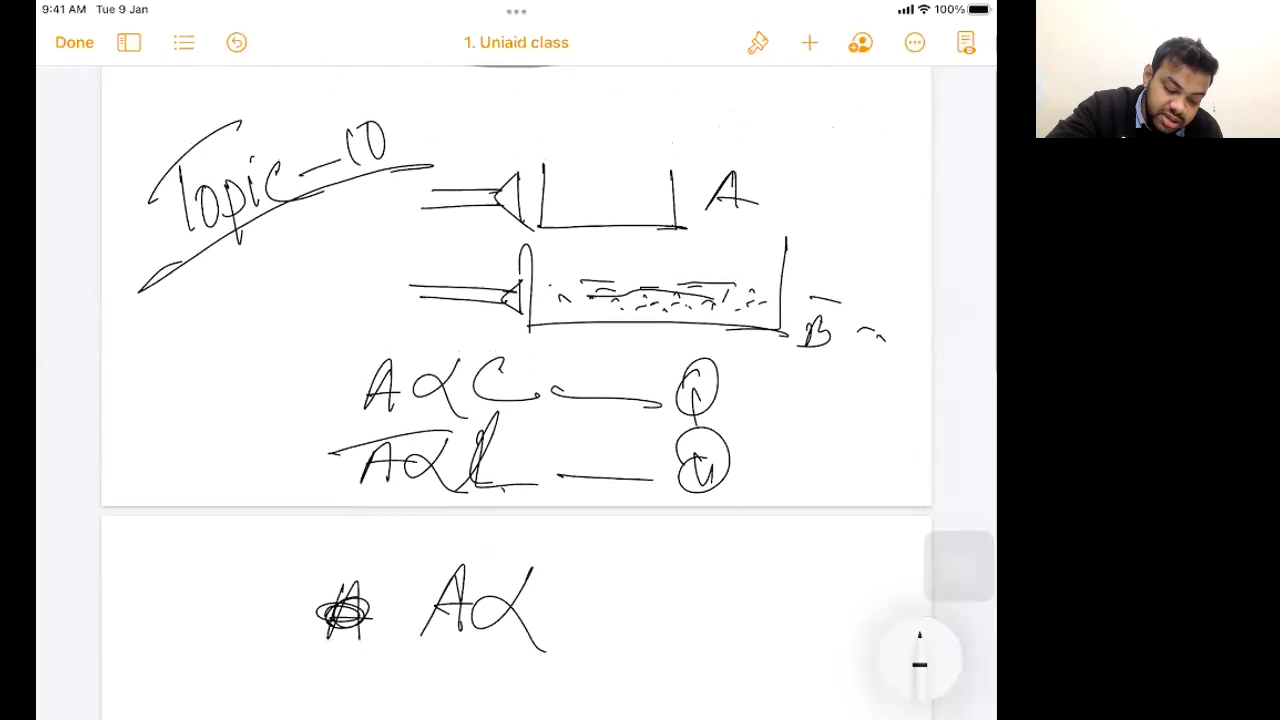 9:41 AM Tue 9 Jan
100%
Done
1. Uniaid class
Topic-10
A
B
A α C
A α L
A α